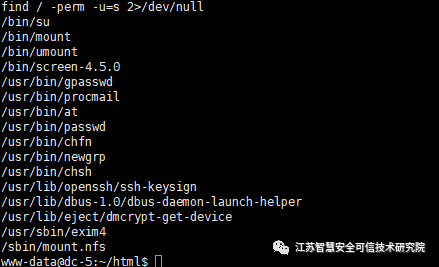 find / -perm -u=s 2>/dev/null
/bin/su
/bin/mount
/bin/umount
/bin/screen-4.5.0
/usr/bin/gpasswd
/usr/bin/procmail
/usr/bin/at
/usr/bin/passwd
/usr/bin/chfn
/usr/bin/newgrp
/usr/bin/chsh
/usr/lib/openssh/ssh-keysign
/usr/lib/dbus-1.0/dbus-daemon-launch-helper
/usr/lib/eject/dmcrypt-get-device
/usr/sbin/exim4
/sbin/mount.nfs
江苏智慧安全可信技术研究院
www-data@dc-5:~/html$